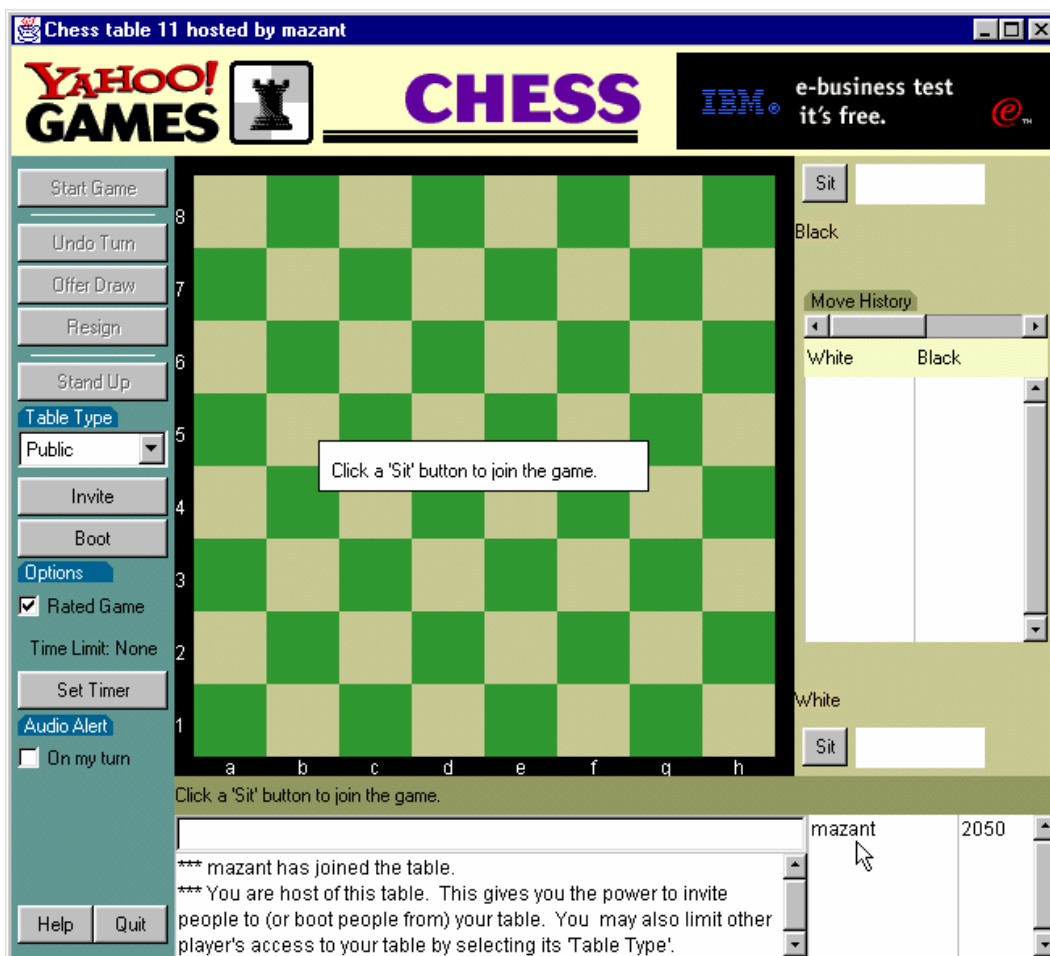 Chess table 11 hosted by mazant
YAHOO!
GAMES
CHESS
IBM®
e-business test
it's free.
e™
Start Game
Undo Turn
Offer Draw
Resign
Stand Up
Table Type
Public
Invite
Boot
Options
Rated Game
Time Limit: None
Set Timer
Audio Alert
On my turn
Help
Quit
8
7
6
5
4
3
2
1
a b c d e f g h
Click a 'Sit' button to join the game.
Sit
Black
Move History
White Black
White
Sit
Click a 'Sit' button to join the game.
*** mazant has joined the table.
*** You are host of this table. This gives you the power to invite
people to (or boot people from) your table. You may also limit other
player's access to your table by selecting its 'Table Type'.
mazant 2050